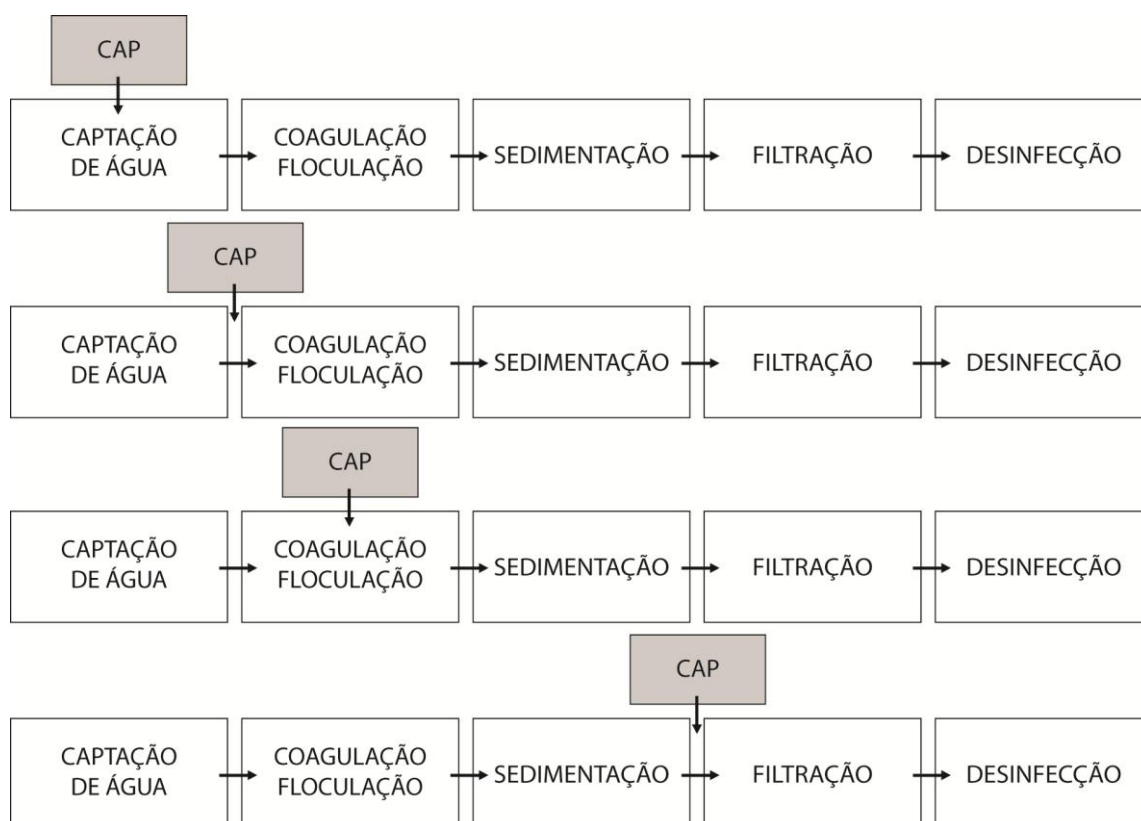 CAP
CAPTAÇÃO
DE ÁGUA
COAGULAÇÃO
FLOCULAÇÃO
SEDIMENTAÇÃO
FILTRAÇÃO
DESINFECÇÃO
CAP
CAPTAÇÃO
DE ÁGUA
COAGULAÇÃO
FLOCULAÇÃO
SEDIMENTAÇÃO
FILTRAÇÃO
DESINFECÇÃO
CAP
CAPTAÇÃO
DE ÁGUA
COAGULAÇÃO
FLOCULAÇÃO
SEDIMENTAÇÃO
FILTRAÇÃO
DESINFECÇÃO
CAP
CAPTAÇÃO
DE ÁGUA
COAGULAÇÃO
FLOCULAÇÃO
SEDIMENTAÇÃO
FILTRAÇÃO
DESINFECÇÃO